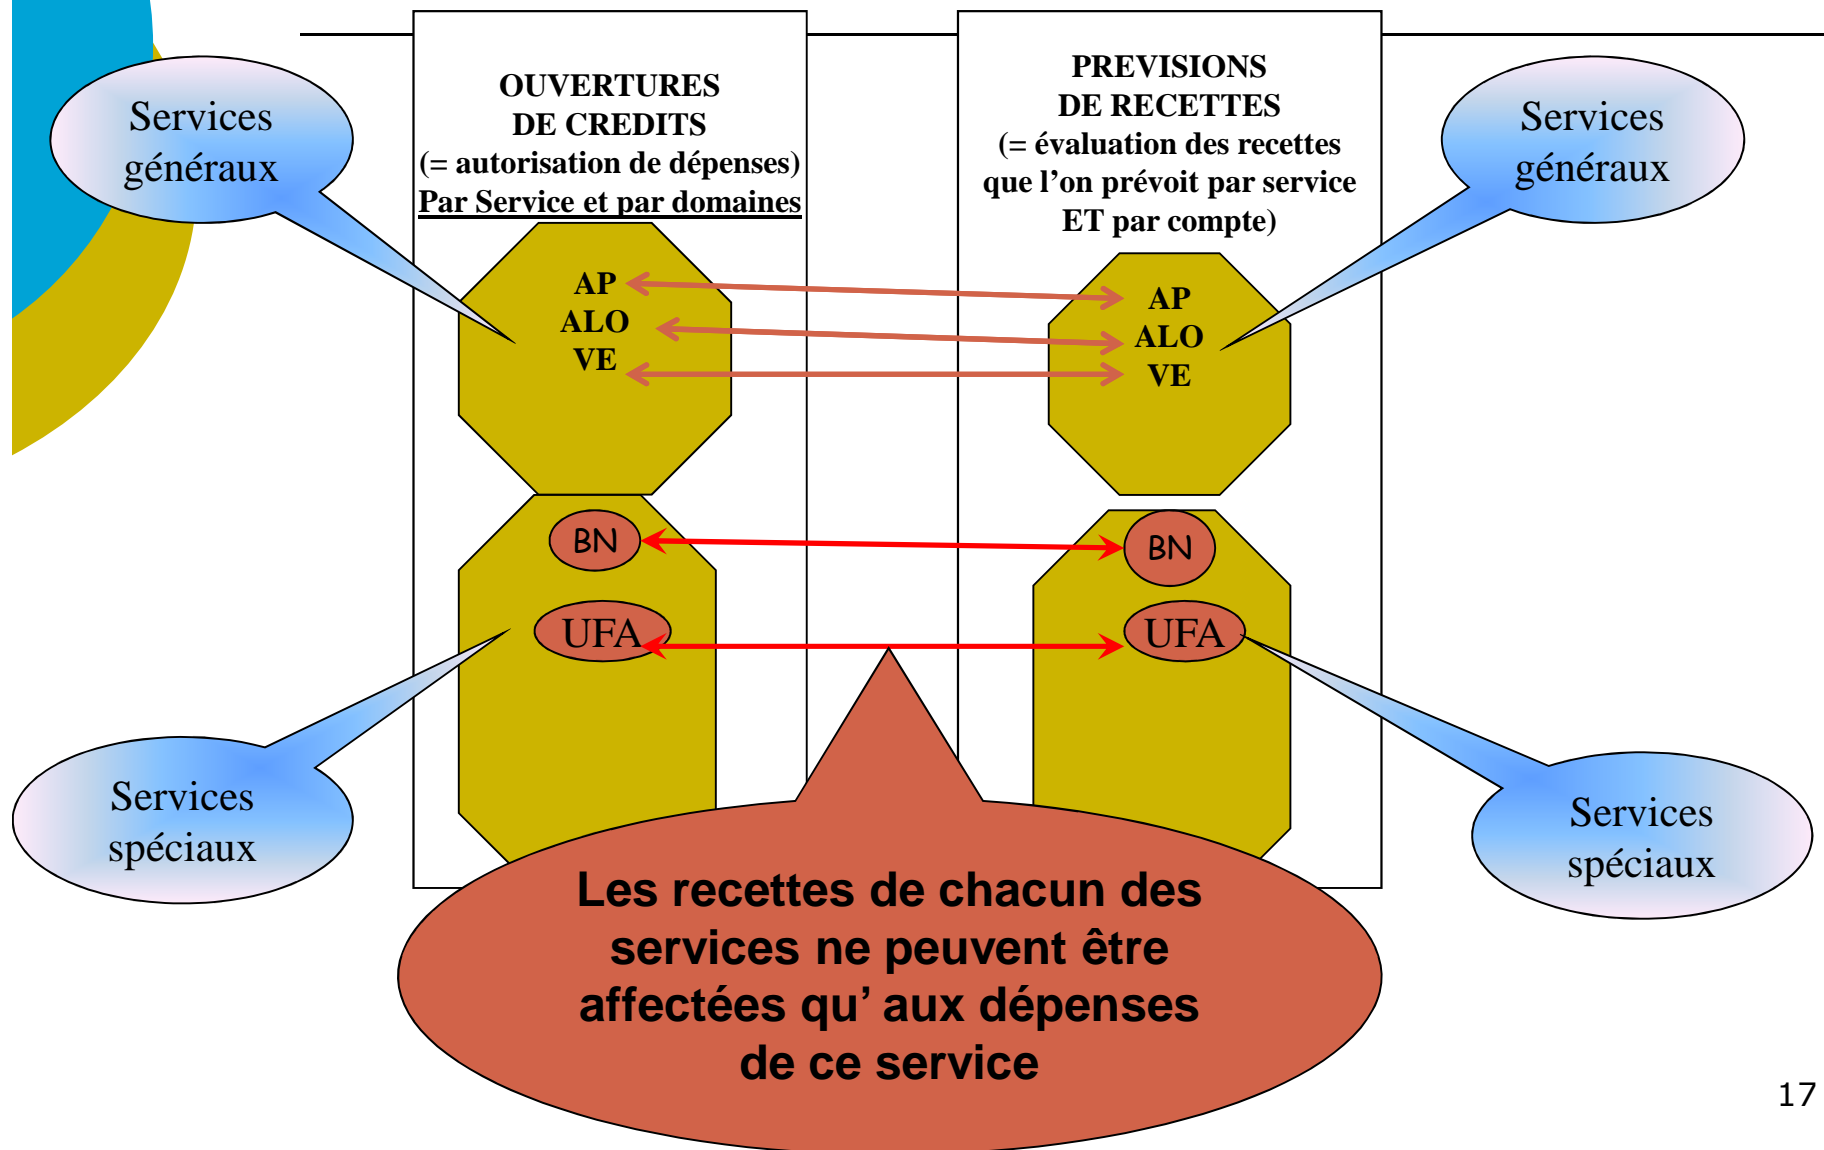 OUVERTURES
DE CREDITS
(= autorisation de dépenses)
Par Service et par domaines
PREVISIONS
DE RECETTES
(= évaluation des recettes
que l'on prévoit par service
ET par compte)
Services
généraux
Services
généraux
AP
ALO
VE
AP
ALO
VE
BN
BN
UFA
UFA
Services
spéciaux
Services
spéciaux
Les recettes de chacun des
services ne peuvent être
affectées qu' aux dépenses
de ce service
17